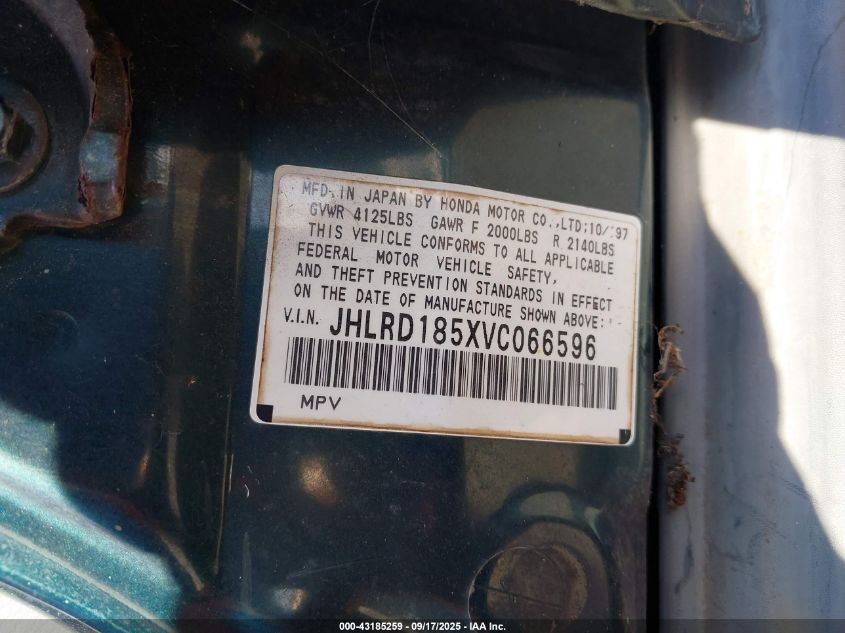 MFD. IN JAPAN BY HONDA MOTOR CO.,LTD;10/'97
GVWR 4125LBS GAWR F 2000LBS R 2140LBS
THIS VEHICLE CONFORMS TO ALL APPLICABLE
FEDERAL MOTOR VEHICLE SAFETY,
AND THEFT PREVENTION STANDARDS IN EFFECT
ON THE DATE OF MANUFACTURE SHOWN ABOVE:
V.I.N. JHLRD185XVC066596
MPV
000-43185259 - 09/17/2025 - IAA Inc.